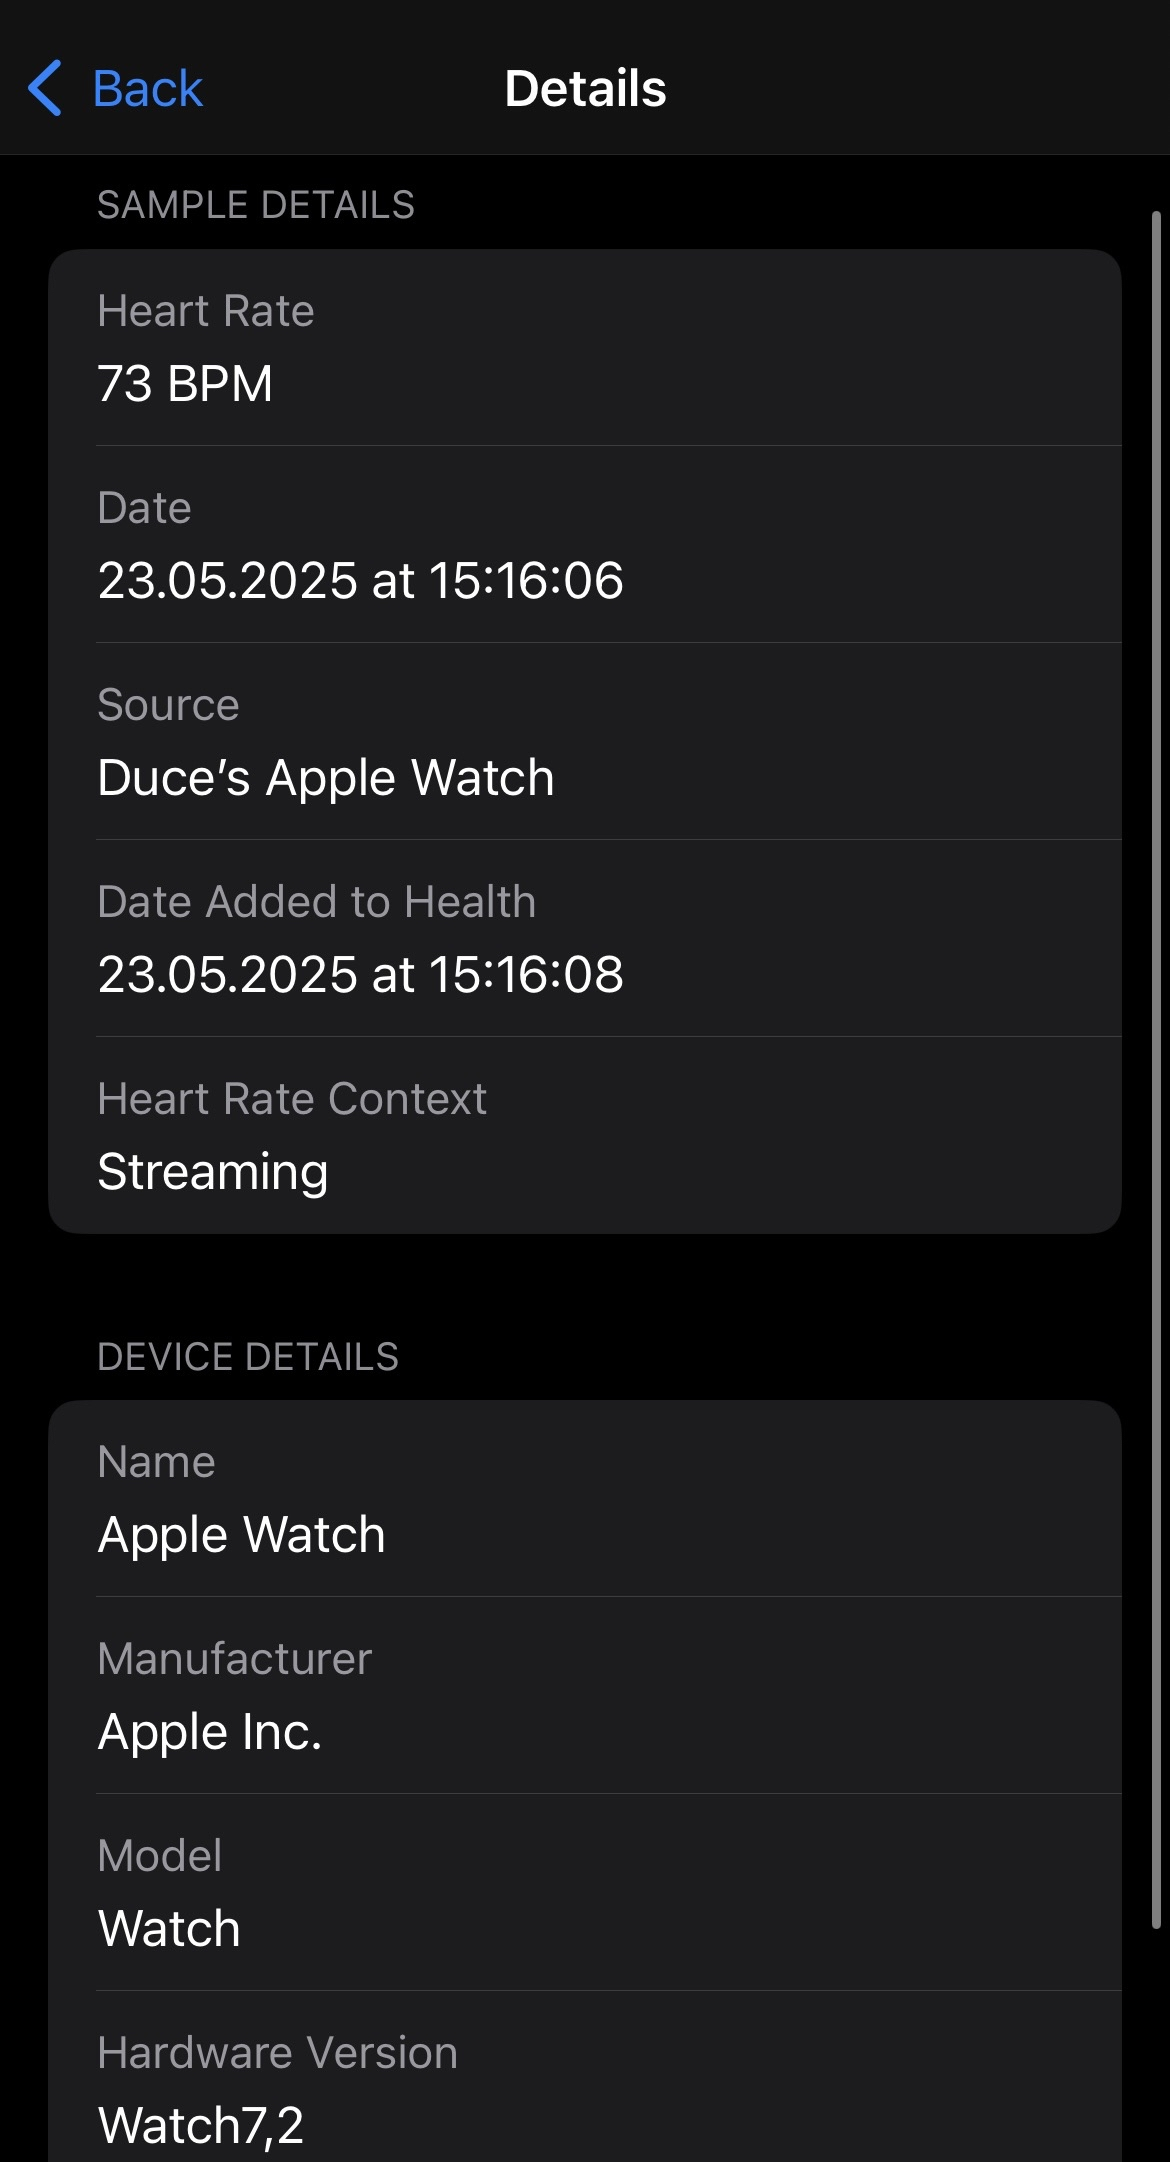 Back
Details
SAMPLE DETAILS
Heart Rate
73 BPM
Date
23.05.2025 at 15:16:06
Source
Duce’s Apple Watch
Date Added to Health
23.05.2025 at 15:16:08
Heart Rate Context
Streaming
DEVICE DETAILS
Name
Apple Watch
Manufacturer
Apple Inc.
Model
Watch
Hardware Version
Watch7,2